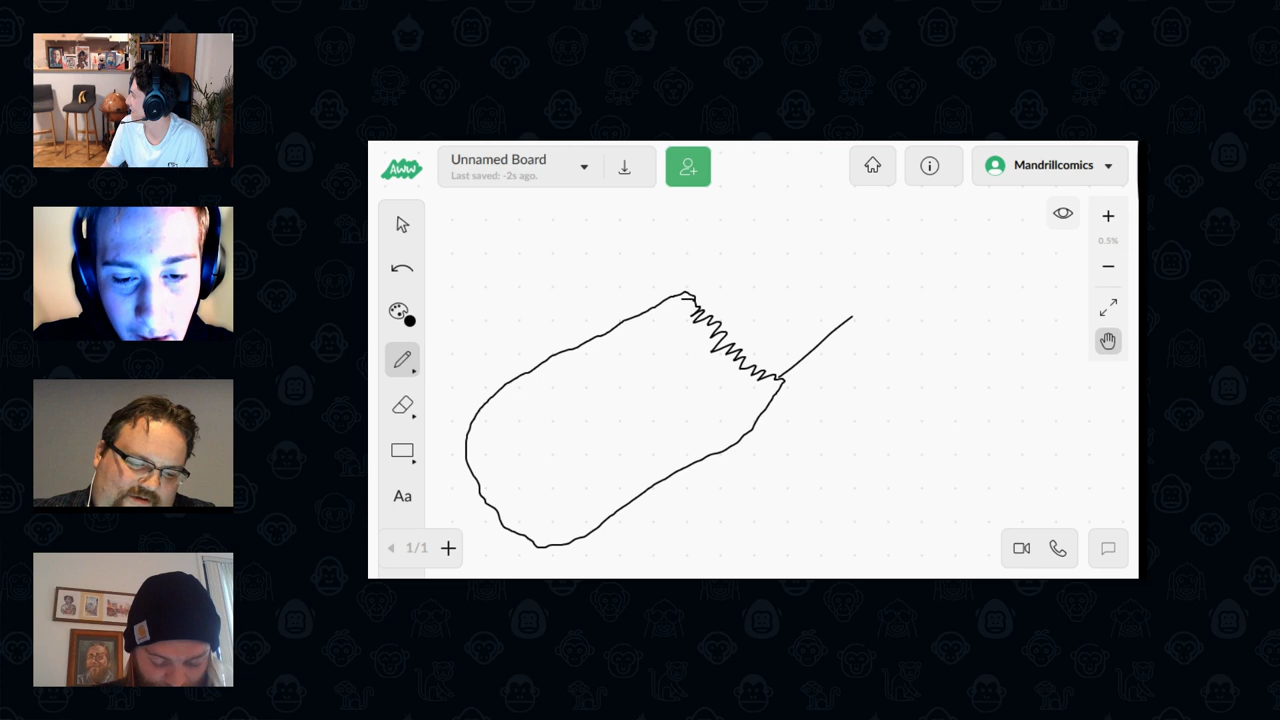 AWW
Unnamed Board
Last saved: -2s ago.
Mandrillcomics
0.5%
Aa
1/1